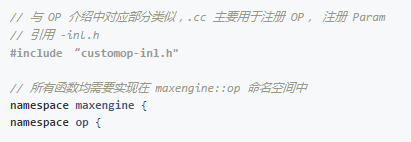 // 与 OP 介绍中对应部分类似，.cc 主要用于注册 OP， 注册 Param
// 引用 -inl.h
#include “customop-inl.h"
// 所有函数均需要实现在 maxengine::op 命名空间中
namespace maxengine {
namespace op {